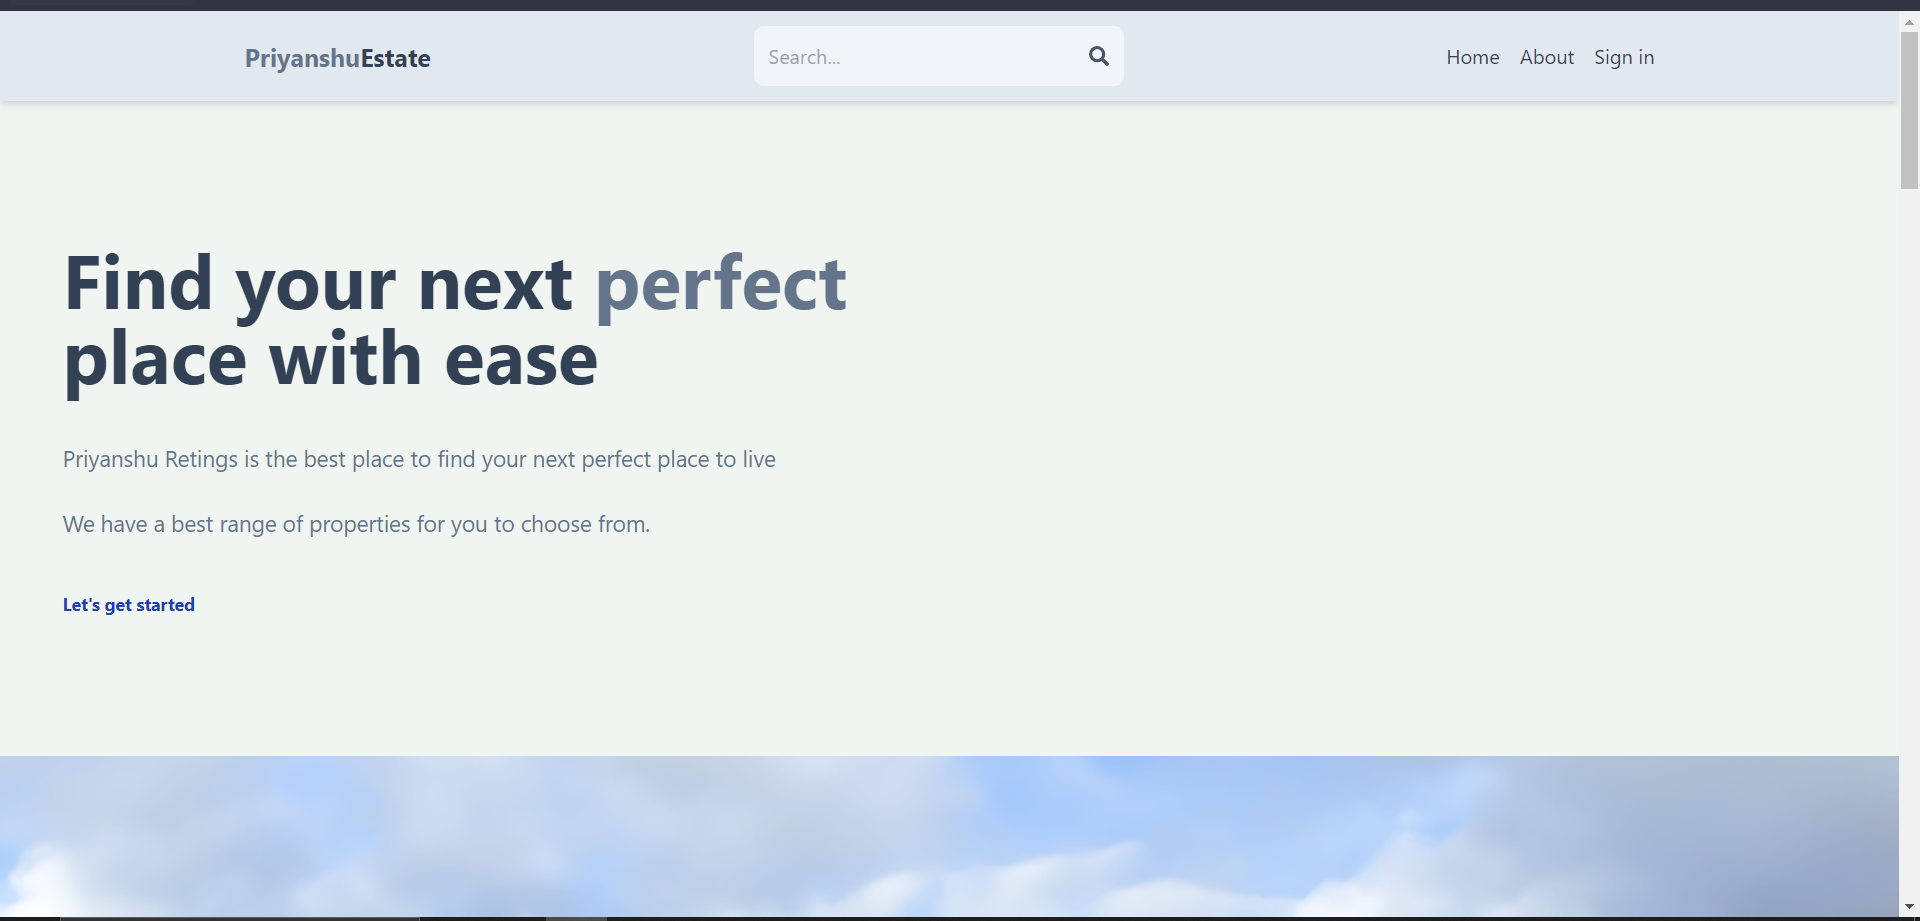 PriyanshuEstate
Search...
Home About Sign in
Find your next perfect
place with ease
Priyanshu Retings is the best place to find your next perfect place to live
We have a best range of properties for you to choose from.
Let's get started